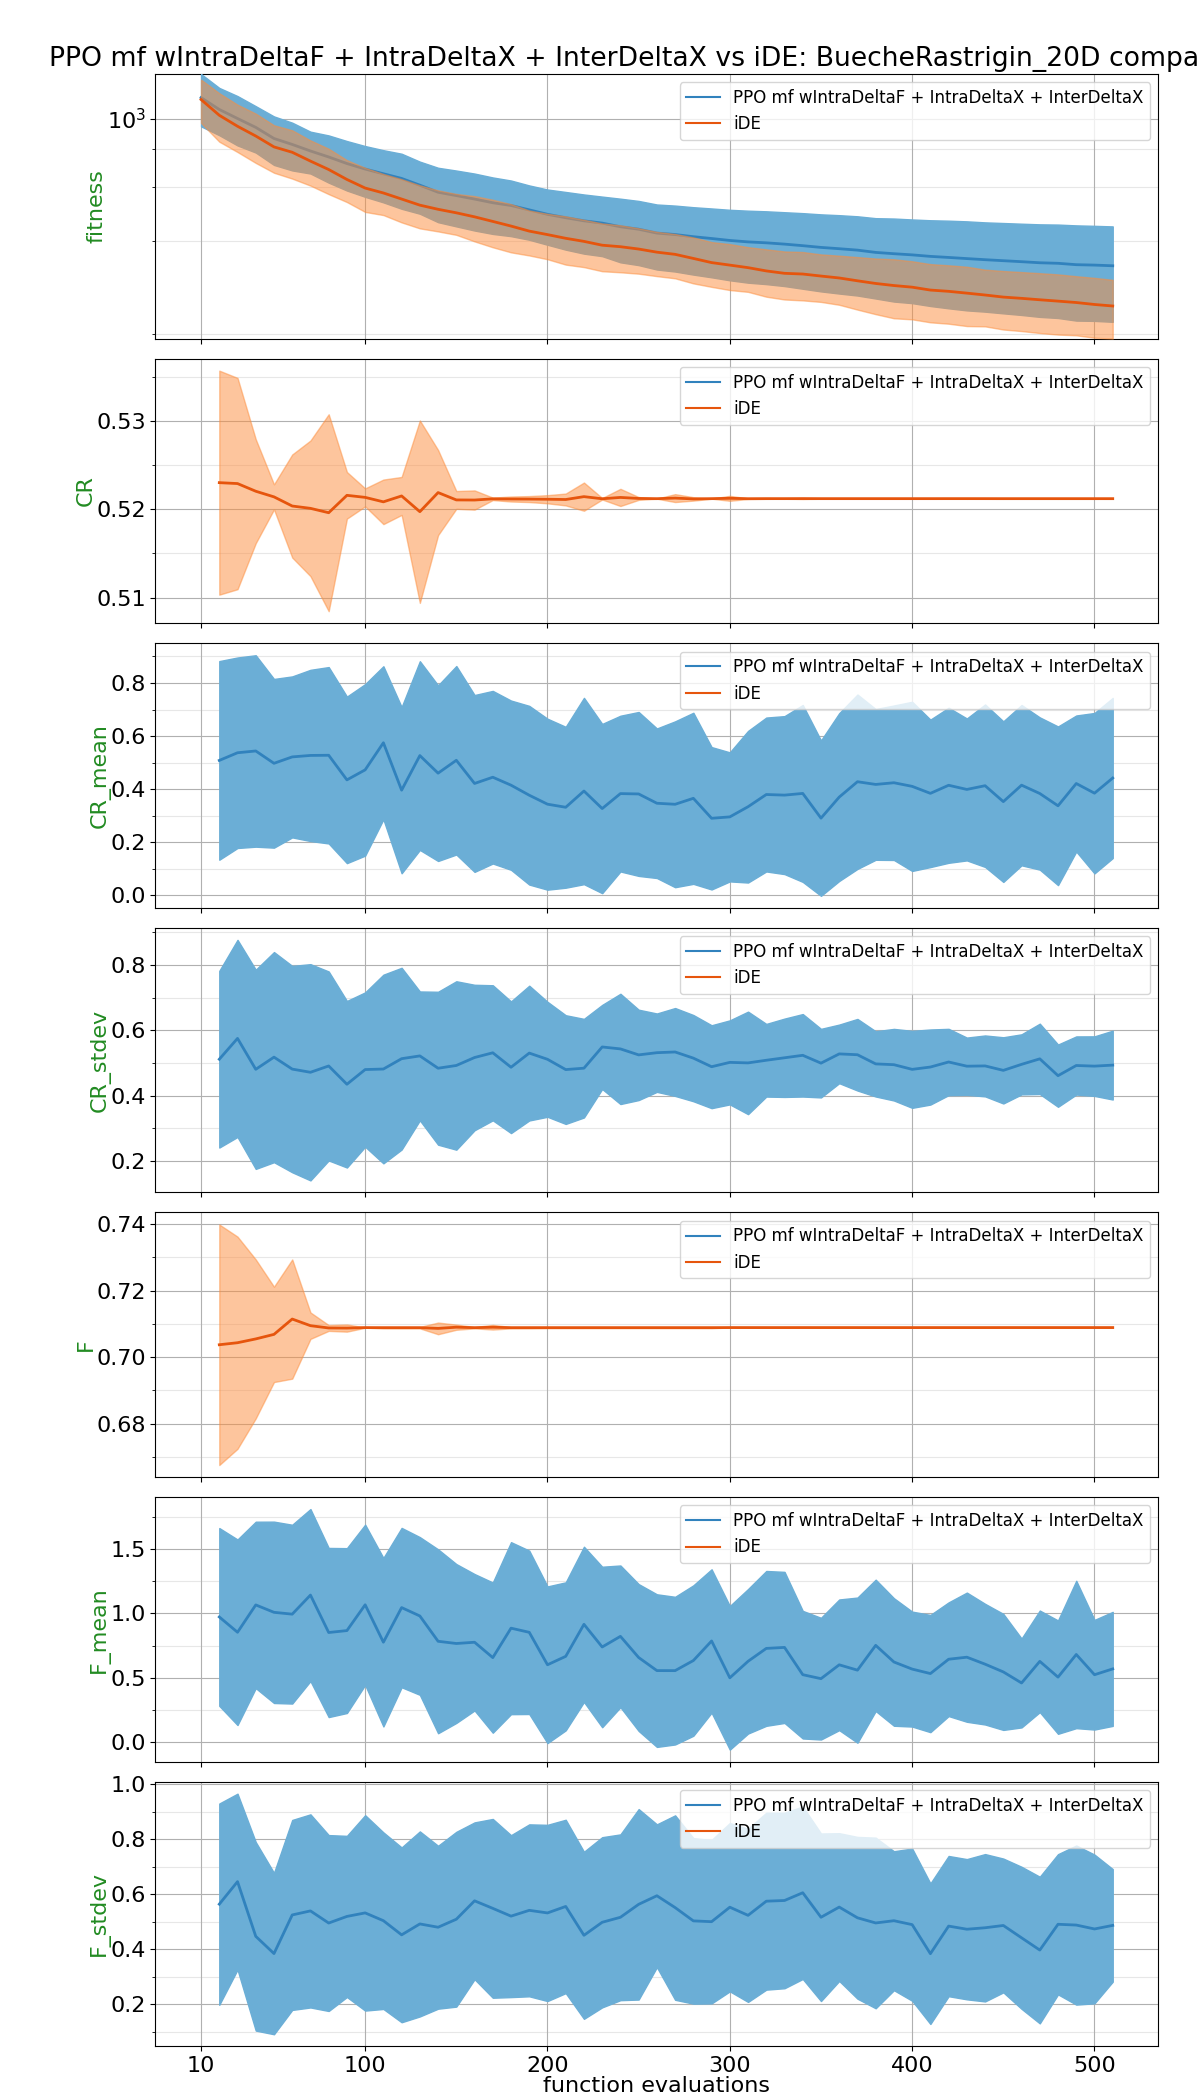 PPO mf wIntraDeltaF + IntraDeltaX + InterDeltaX vs iDE: BuecheRastrigin_20D compa
10³
fitness
PPO mf wIntraDeltaF + IntraDeltaX + InterDeltaX
iDE
0.53
0.52
0.51
CR
PPO mf wIntraDeltaF + IntraDeltaX + InterDeltaX
iDE
0.8
0.6
0.4
0.2
0.0
CR_mean
PPO mf wIntraDeltaF + IntraDeltaX + InterDeltaX
iDE
0.8
0.6
0.4
0.2
CR_stdev
PPO mf wIntraDeltaF + IntraDeltaX + InterDeltaX
iDE
0.74
0.72
0.70
0.68
F
PPO mf wIntraDeltaF + IntraDeltaX + InterDeltaX
iDE
1.5
1.0
0.5
0.0
F_mean
PPO mf wIntraDeltaF + IntraDeltaX + InterDeltaX
iDE
1.0
0.8
0.6
0.4
0.2
F_stdev
PPO mf wIntraDeltaF + IntraDeltaX + InterDeltaX
iDE
10 100 200 300 400 500
function evaluations